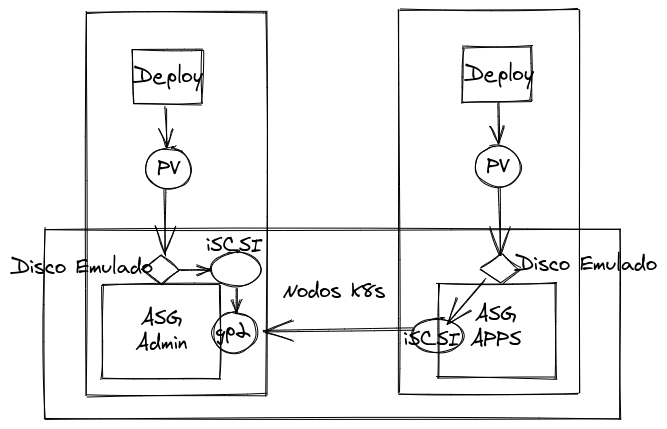 Deploy
Deploy
PV
PV
iSCSI
Disco Emulado
Disco Emulado
Nodos K8s
ASG
Admin
gp2
iSCSI
ASG
APPS